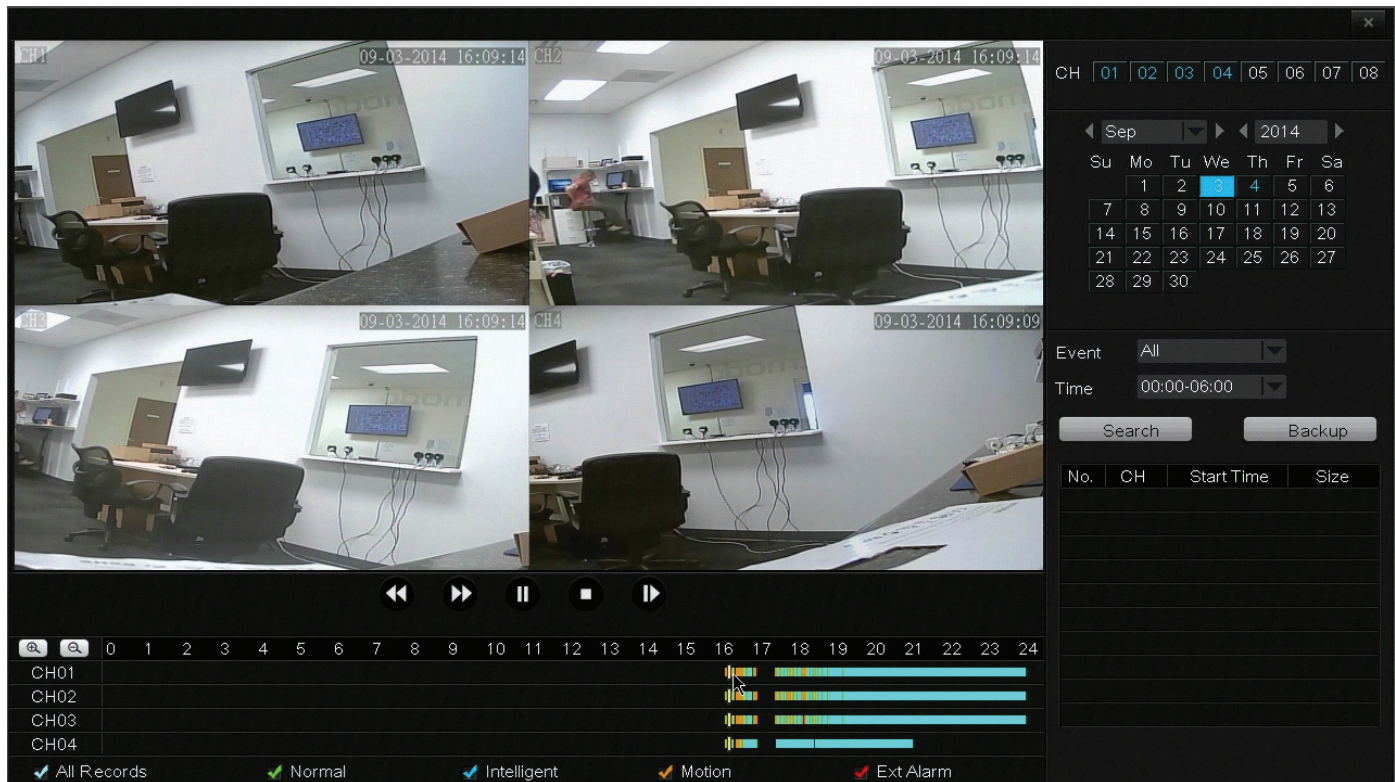 ×
CH1 09-03-2014 16:09:14
CH2 09-03-2014 16:09:14
CH3 09-03-2014 16:09:14
CH4 09-03-2014 16:09:09
CH 01 02 03 04 05 06 07 08
Sep 2014
Su Mo Tu We Th Fr Sa
1 2 3 4 5 6
7 8 9 10 11 12 13
14 15 16 17 18 19 20
21 22 23 24 25 26 27
28 29 30
Event All
Time 00:00-06:00
Search Backup
No. CH Start Time Size
0 1 2 3 4 5 6 7 8 9 10 11 12 13 14 15 16 17 18 19 20 21 22 23 24
CH01
CH02
CH03
CH04
All Records Normal Intelligent Motion Ext Alarm